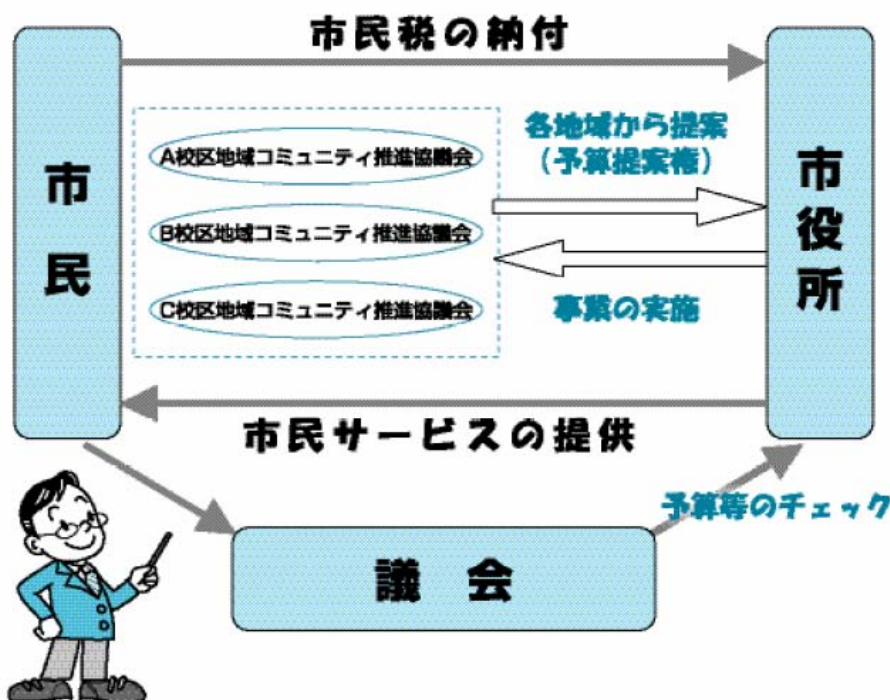 市民税の納付
市民
A校区地域コミュニティ推進協議会
B校区地域コミュニティ推進協議会
C校区地域コミュニティ推進協議会
各地域から提案
(予算提案権)
事業の実施
市役所
市民サービスの提供
予算等のチェック
議会